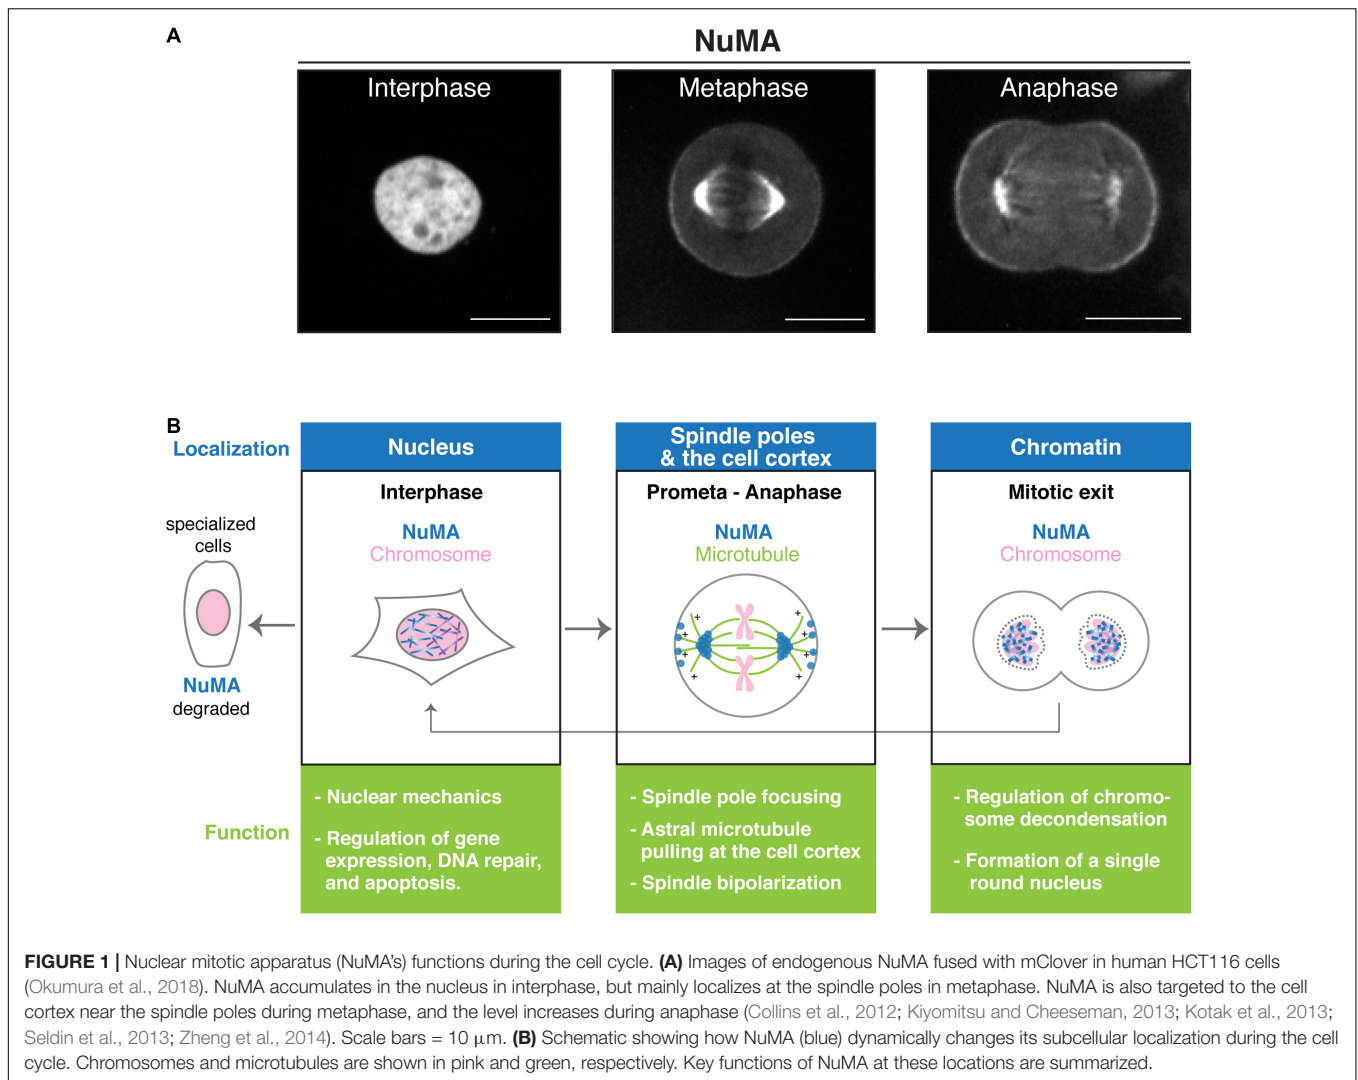 A
NuMA
Interphase
Metaphase
Anaphase
B
Localization
Nucleus
Spindle poles
& the cell cortex
Chromatin
Interphase
Prometa - Anaphase
Mitotic exit
specialized
cells
NuMA
Chromosome
NuMA
Microtubule
NuMA
Chromosome
+
+
+
+
+
+
+
+
NuMA
degraded
Function
- Nuclear mechanics
- Regulation of gene
expression, DNA repair,
and apoptosis.
- Spindle pole focusing
- Astral microtubule
pulling at the cell cortex
- Spindle bipolarization
- Regulation of chromo-
some decondensation
- Formation of a single
round nucleus
FIGURE 1 | Nuclear mitotic apparatus (NuMA's) functions during the cell cycle. (A) Images of endogenous NuMA fused with mClover in human HCT116 cells
(Okumura et al., 2018). NuMA accumulates in the nucleus in interphase, but mainly localizes at the spindle poles in metaphase. NuMA is also targeted to the cell
cortex near the spindle poles during metaphase, and the level increases during anaphase (Collins et al., 2012; Kiyomitsu and Cheeseman, 2013; Kotak et al., 2013;
Seldin et al., 2013; Zheng et al., 2014). Scale bars = 10 μm. (B) Schematic showing how NuMA (blue) dynamically changes its subcellular localization during the cell
cycle. Chromosomes and microtubules are shown in pink and green, respectively. Key functions of NuMA at these locations are summarized.